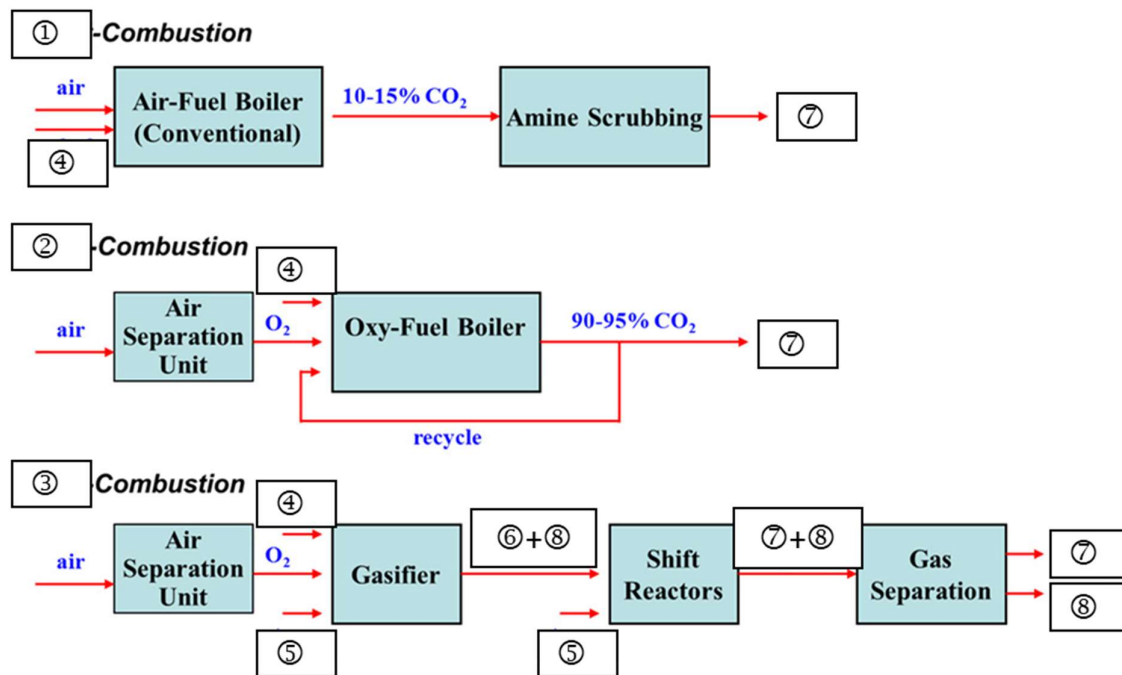 ① -Combustion
air
Air-Fuel Boiler
(Conventional)
10-15% CO₂
Amine Scrubbing
⑦
④
② -Combustion
④
air
Air
Separation
Unit
O₂
Oxy-Fuel Boiler
90-95% CO₂
⑦
recycle
③ -Combustion
④
air
Air
Separation
Unit
O₂
Gasifier
⑥+⑧
Shift
Reactors
⑦+⑧
Gas
Separation
⑦
⑧
⑤
⑤